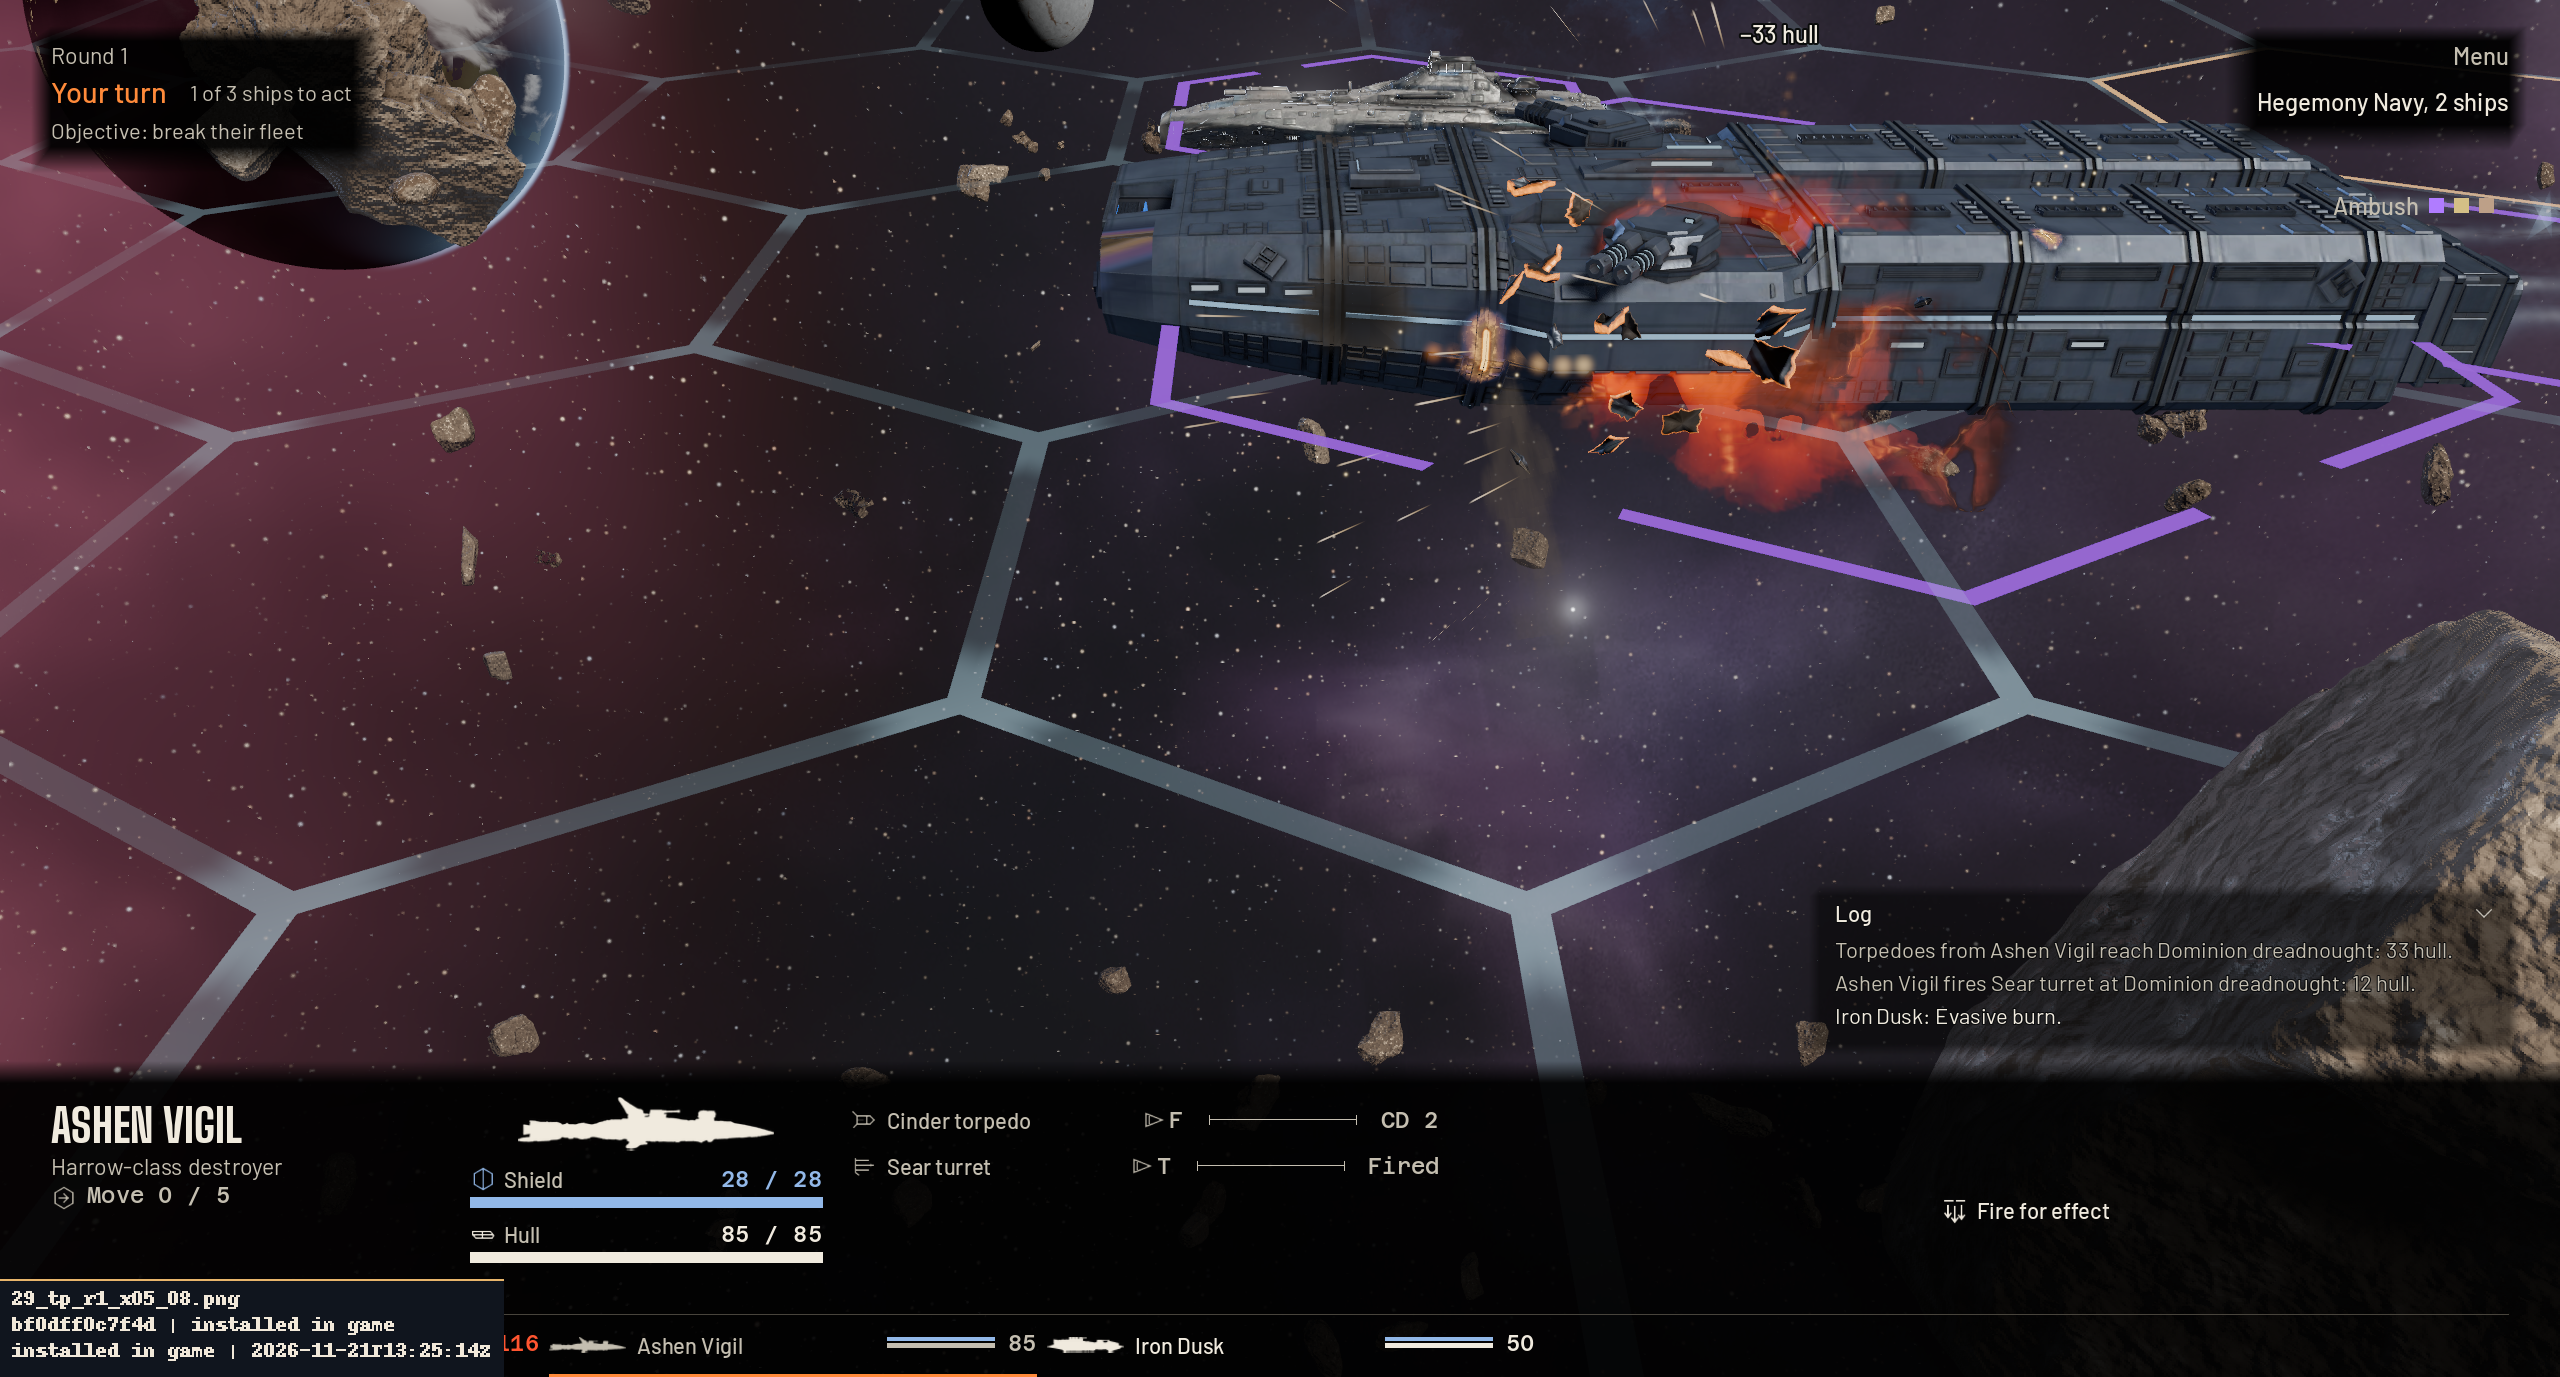 Round 1
Your turn 1 of 3 ships to act
Objective: break their fleet
−33 hull
Menu
Hegemony Navy, 2 ships
Ambush
Log
Torpedoes from Ashen Vigil reach Dominion dreadnought: 33 hull.
Ashen Vigil fires Sear turret at Dominion dreadnought: 12 hull.
Iron Dusk: Evasive burn.
ASHEN VIGIL
Harrow-class destroyer
Move 0 / 5
Shield 28 / 28
Hull 85 / 85
Cinder torpedo F CD 2
Sear turret T Fired
Fire for effect
29_tp_r1_x05_08.png
bf0dff0c7f4d | installed in game
installed in game | 2026-11-21T13:25:14Z
116 Ashen Vigil 85 Iron Dusk 50